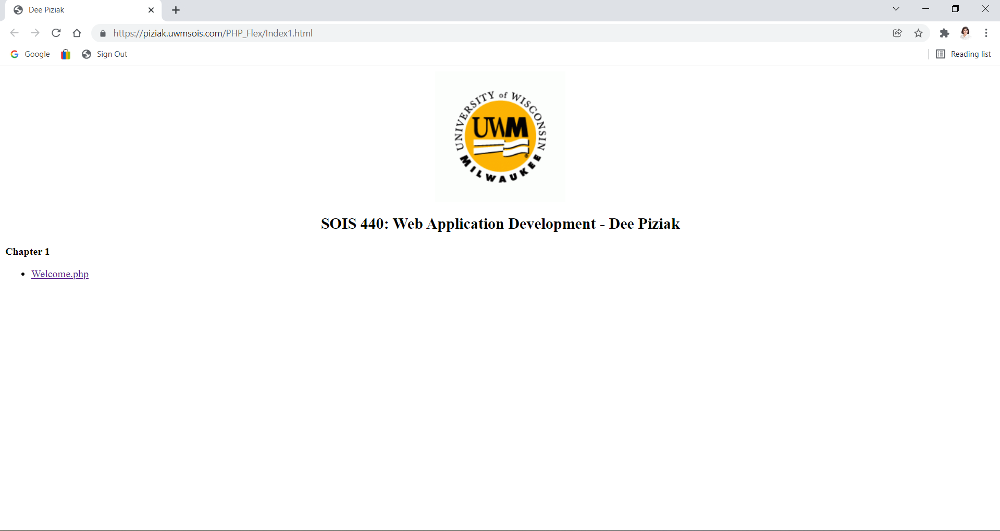 Dee Piziak
https://piziak.uwmsois.com/PHP_Flex/Index1.html
Google
Sign Out
Reading list
UNIVERSITY of WISCONSIN
UWM
®
MILWAUKEE
SOIS 440: Web Application Development - Dee Piziak
Chapter 1
• Welcome.php